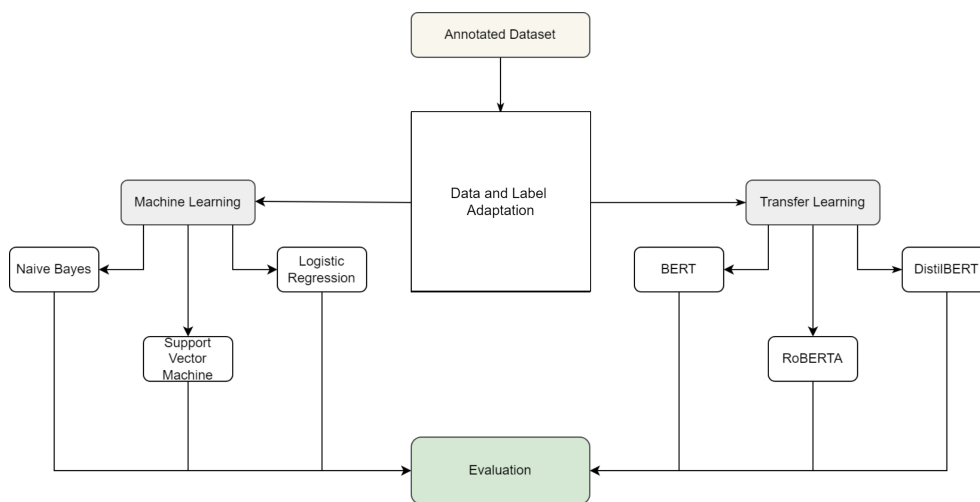 Annotated Dataset
Data and Label
Adaptation
Machine Learning
Transfer Learning
Naive Bayes
Logistic
Regression
BERT
DistilBERT
Support
Vector
Machine
RoBERTA
Evaluation